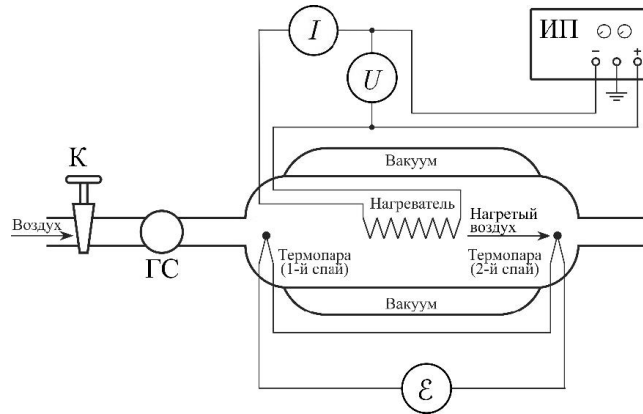 I
ИП
− +
U
К
Вакуум
Нагреватель
Воздух
Нагретый
воздух
ГС
Термопара
(1-й спай)
Термопара
(2-й спай)
Вакуум
ℰ